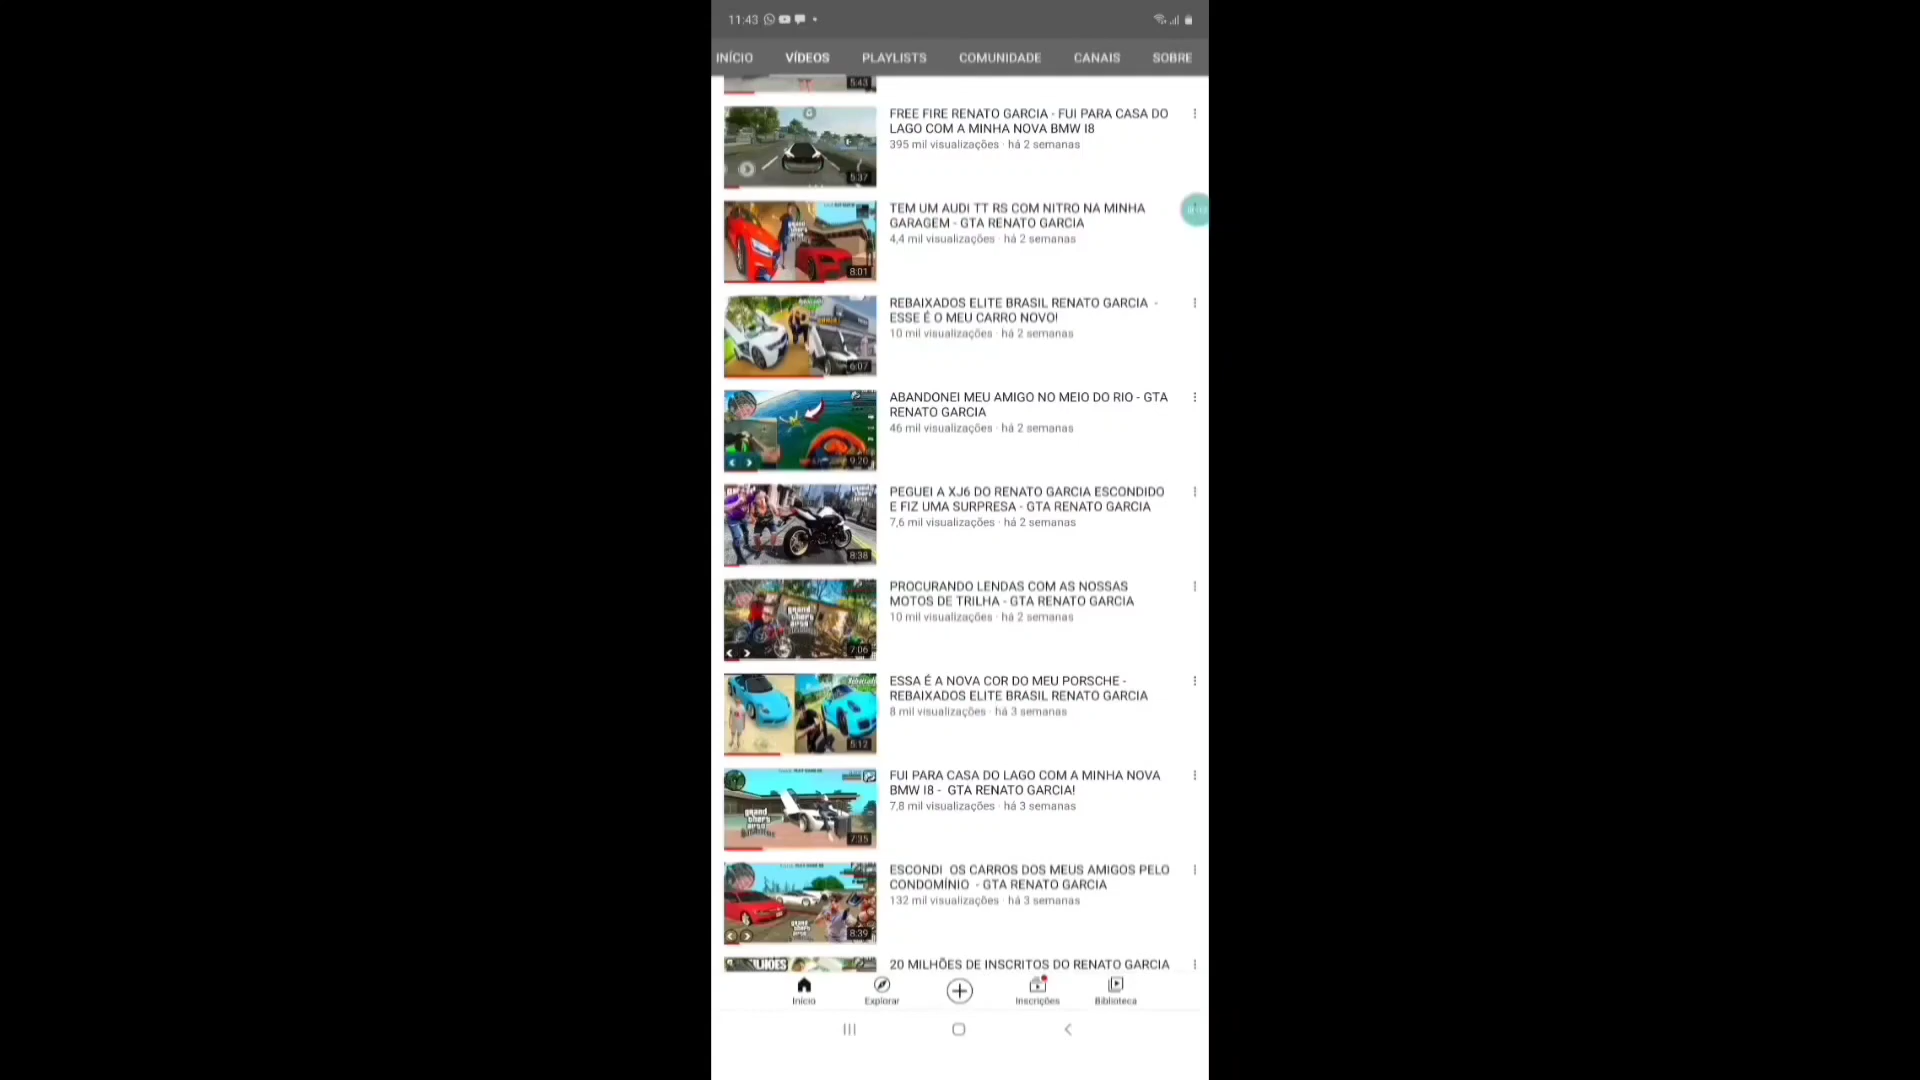 11:43
INÍCIO VÍDEOS PLAYLISTS COMUNIDADE CANAIS SOBRE
5:43
FREE FIRE RENATO GARCIA - FUI PARA CASA DO
LAGO COM A MINHA NOVA BMW I8
395 mil visualizações · há 2 semanas
5:37
TEM UM AUDI TT RS COM NITRO NA MINHA
GARAGEM - GTA RENATO GARCIA
4,4 mil visualizações · há 2 semanas
8:01
REBAIXADOS ELITE BRASIL RENATO GARCIA -
ESSE É O MEU CARRO NOVO!
10 mil visualizações · há 2 semanas
6:07
ABANDONEI MEU AMIGO NO MEIO DO RIO - GTA
RENATO GARCIA
46 mil visualizações · há 2 semanas
9:20
PEGUEI A XJ6 DO RENATO GARCIA ESCONDIDO
E FIZ UMA SURPRESA - GTA RENATO GARCIA
7,6 mil visualizações · há 2 semanas
8:38
PROCURANDO LENDAS COM AS NOSSAS
MOTOS DE TRILHA - GTA RENATO GARCIA
10 mil visualizações · há 2 semanas
grand
theft
auto
7:06
ESSA É A NOVA COR DO MEU PORSCHE -
REBAIXADOS ELITE BRASIL RENATO GARCIA
8 mil visualizações · há 3 semanas
5:12
FUI PARA CASA DO LAGO COM A MINHA NOVA
BMW I8 - GTA RENATO GARCIA!
7,8 mil visualizações · há 3 semanas
grand
theft
auto
7:35
ESCONDI OS CARROS DOS MEUS AMIGOS PELO
CONDOMÍNIO - GTA RENATO GARCIA
132 mil visualizações · há 3 semanas
8:39
20 MILHÕES DE INSCRITOS DO RENATO GARCIA
Início Explorar Inscrições Biblioteca